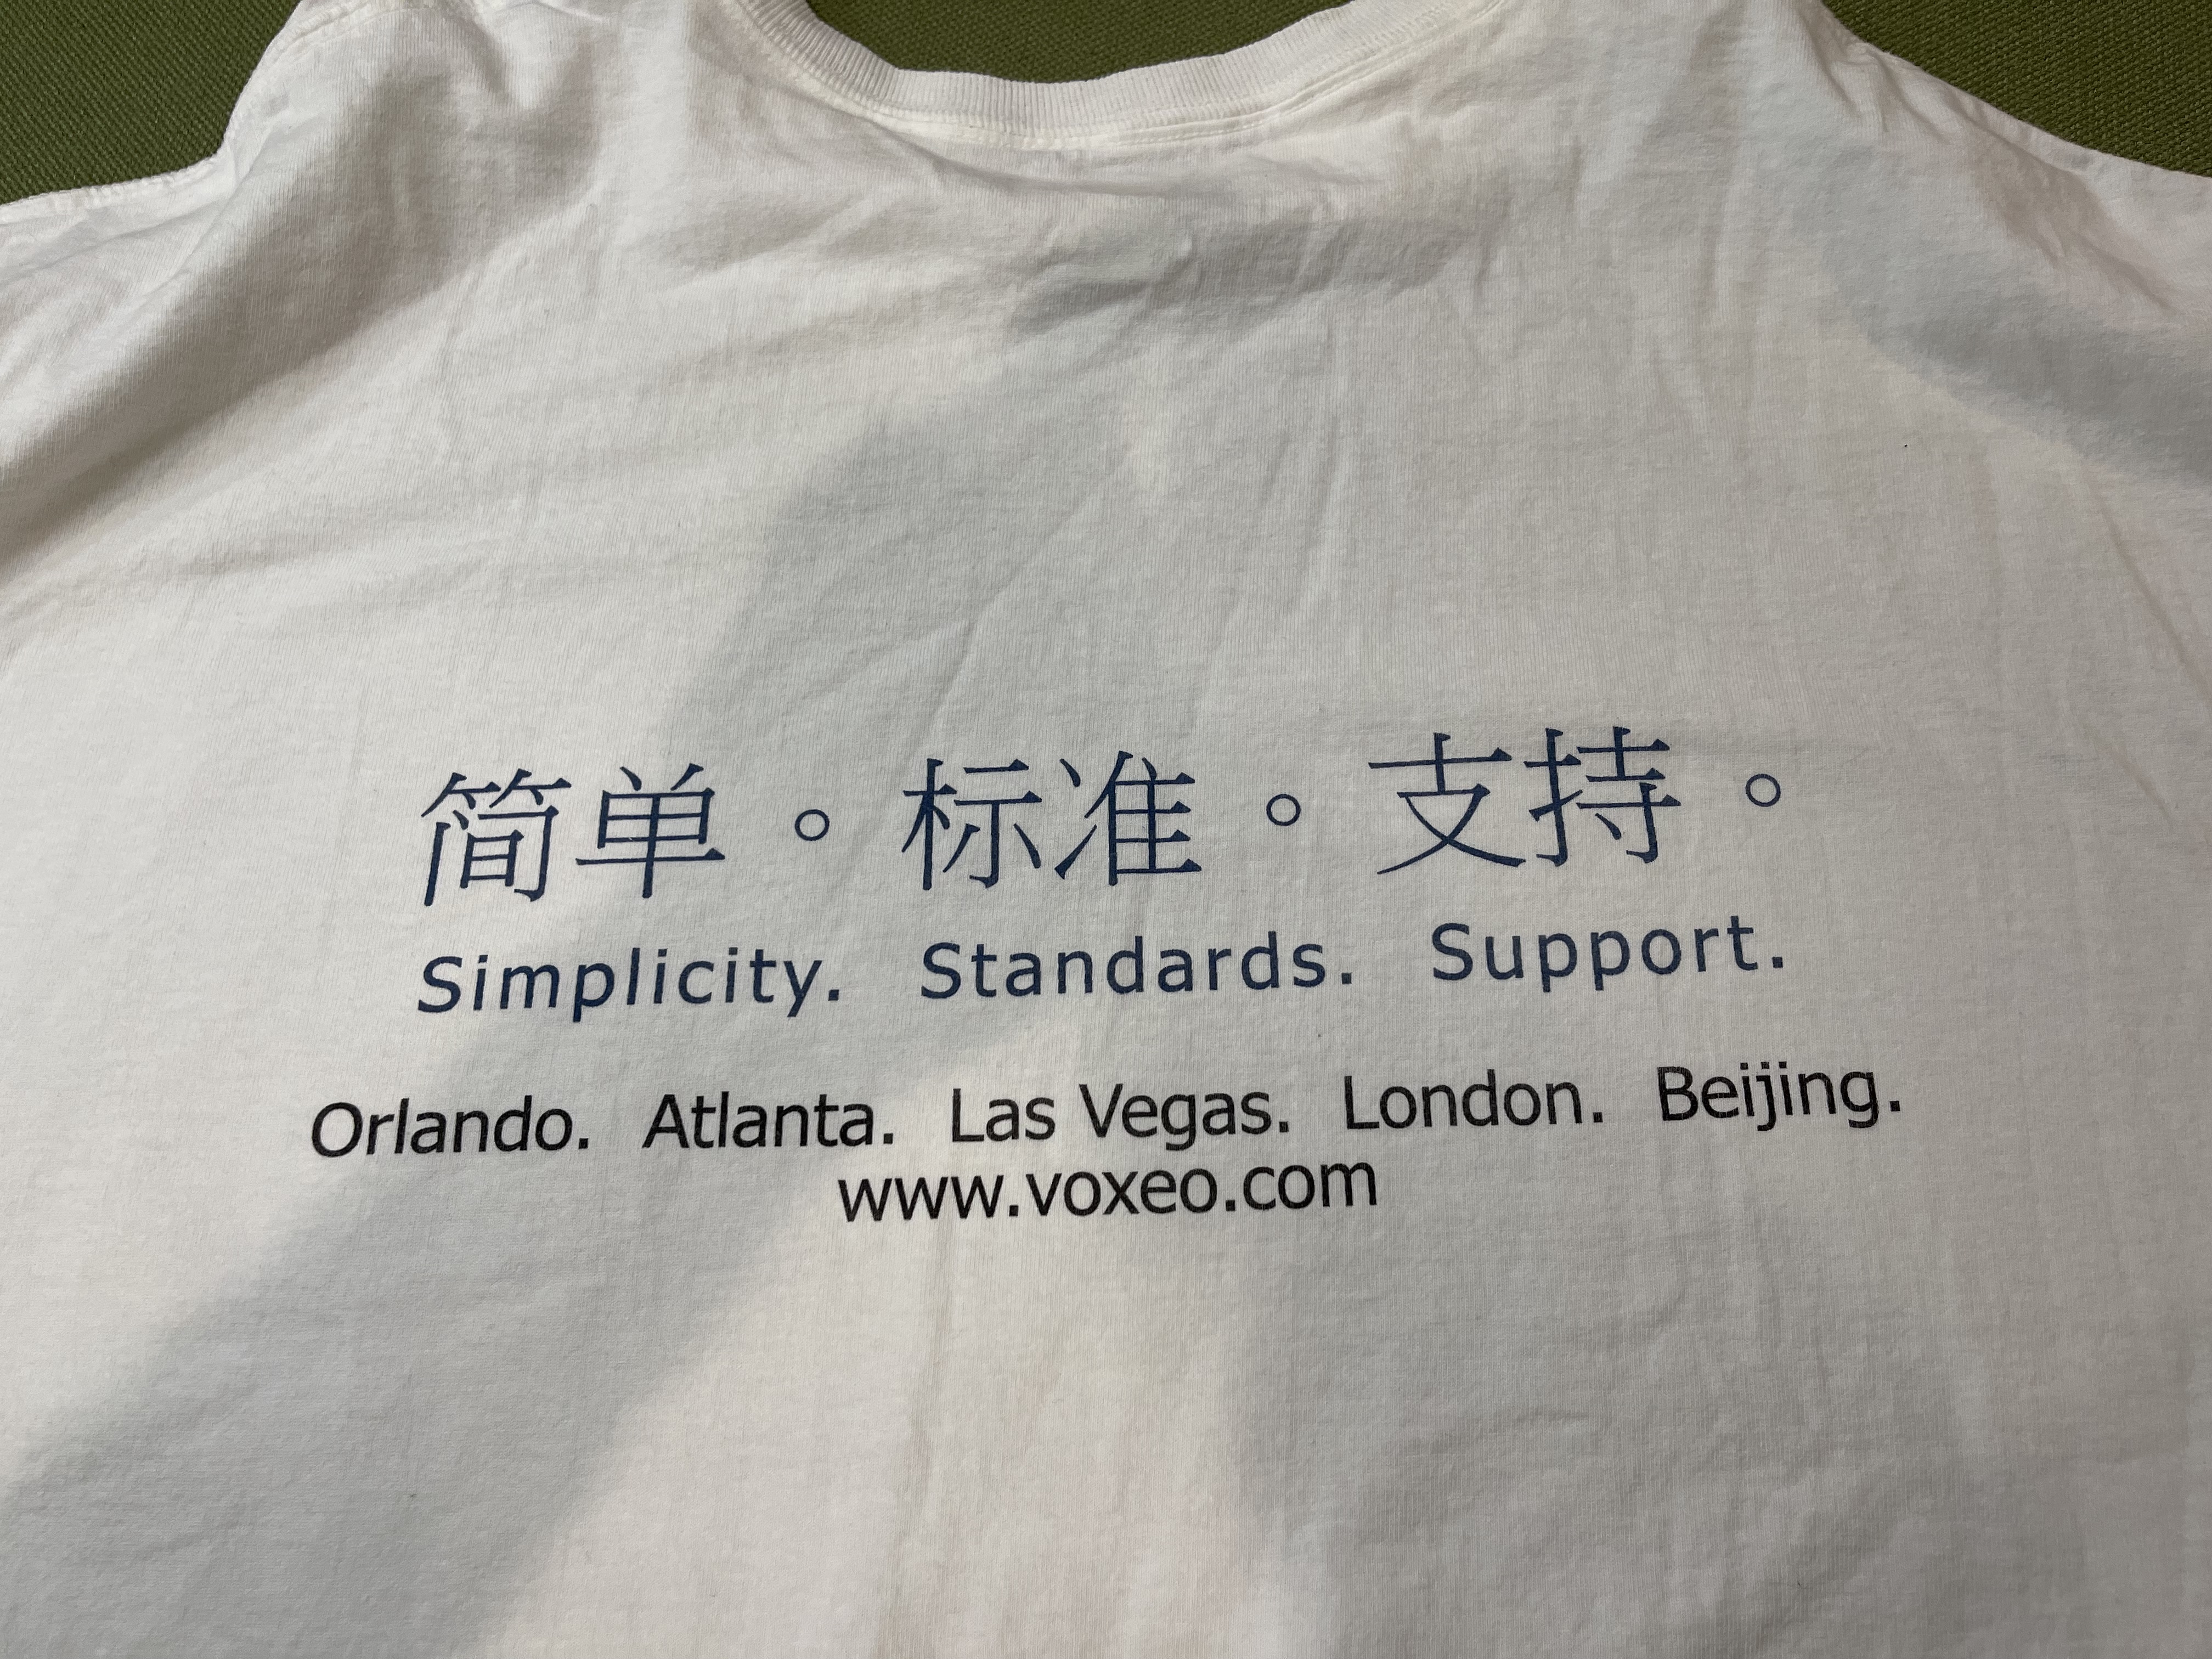 简单。标准。支持。
Simplicity. Standards. Support.
Orlando. Atlanta. Las Vegas. London. Beijing.
www.voxeo.com